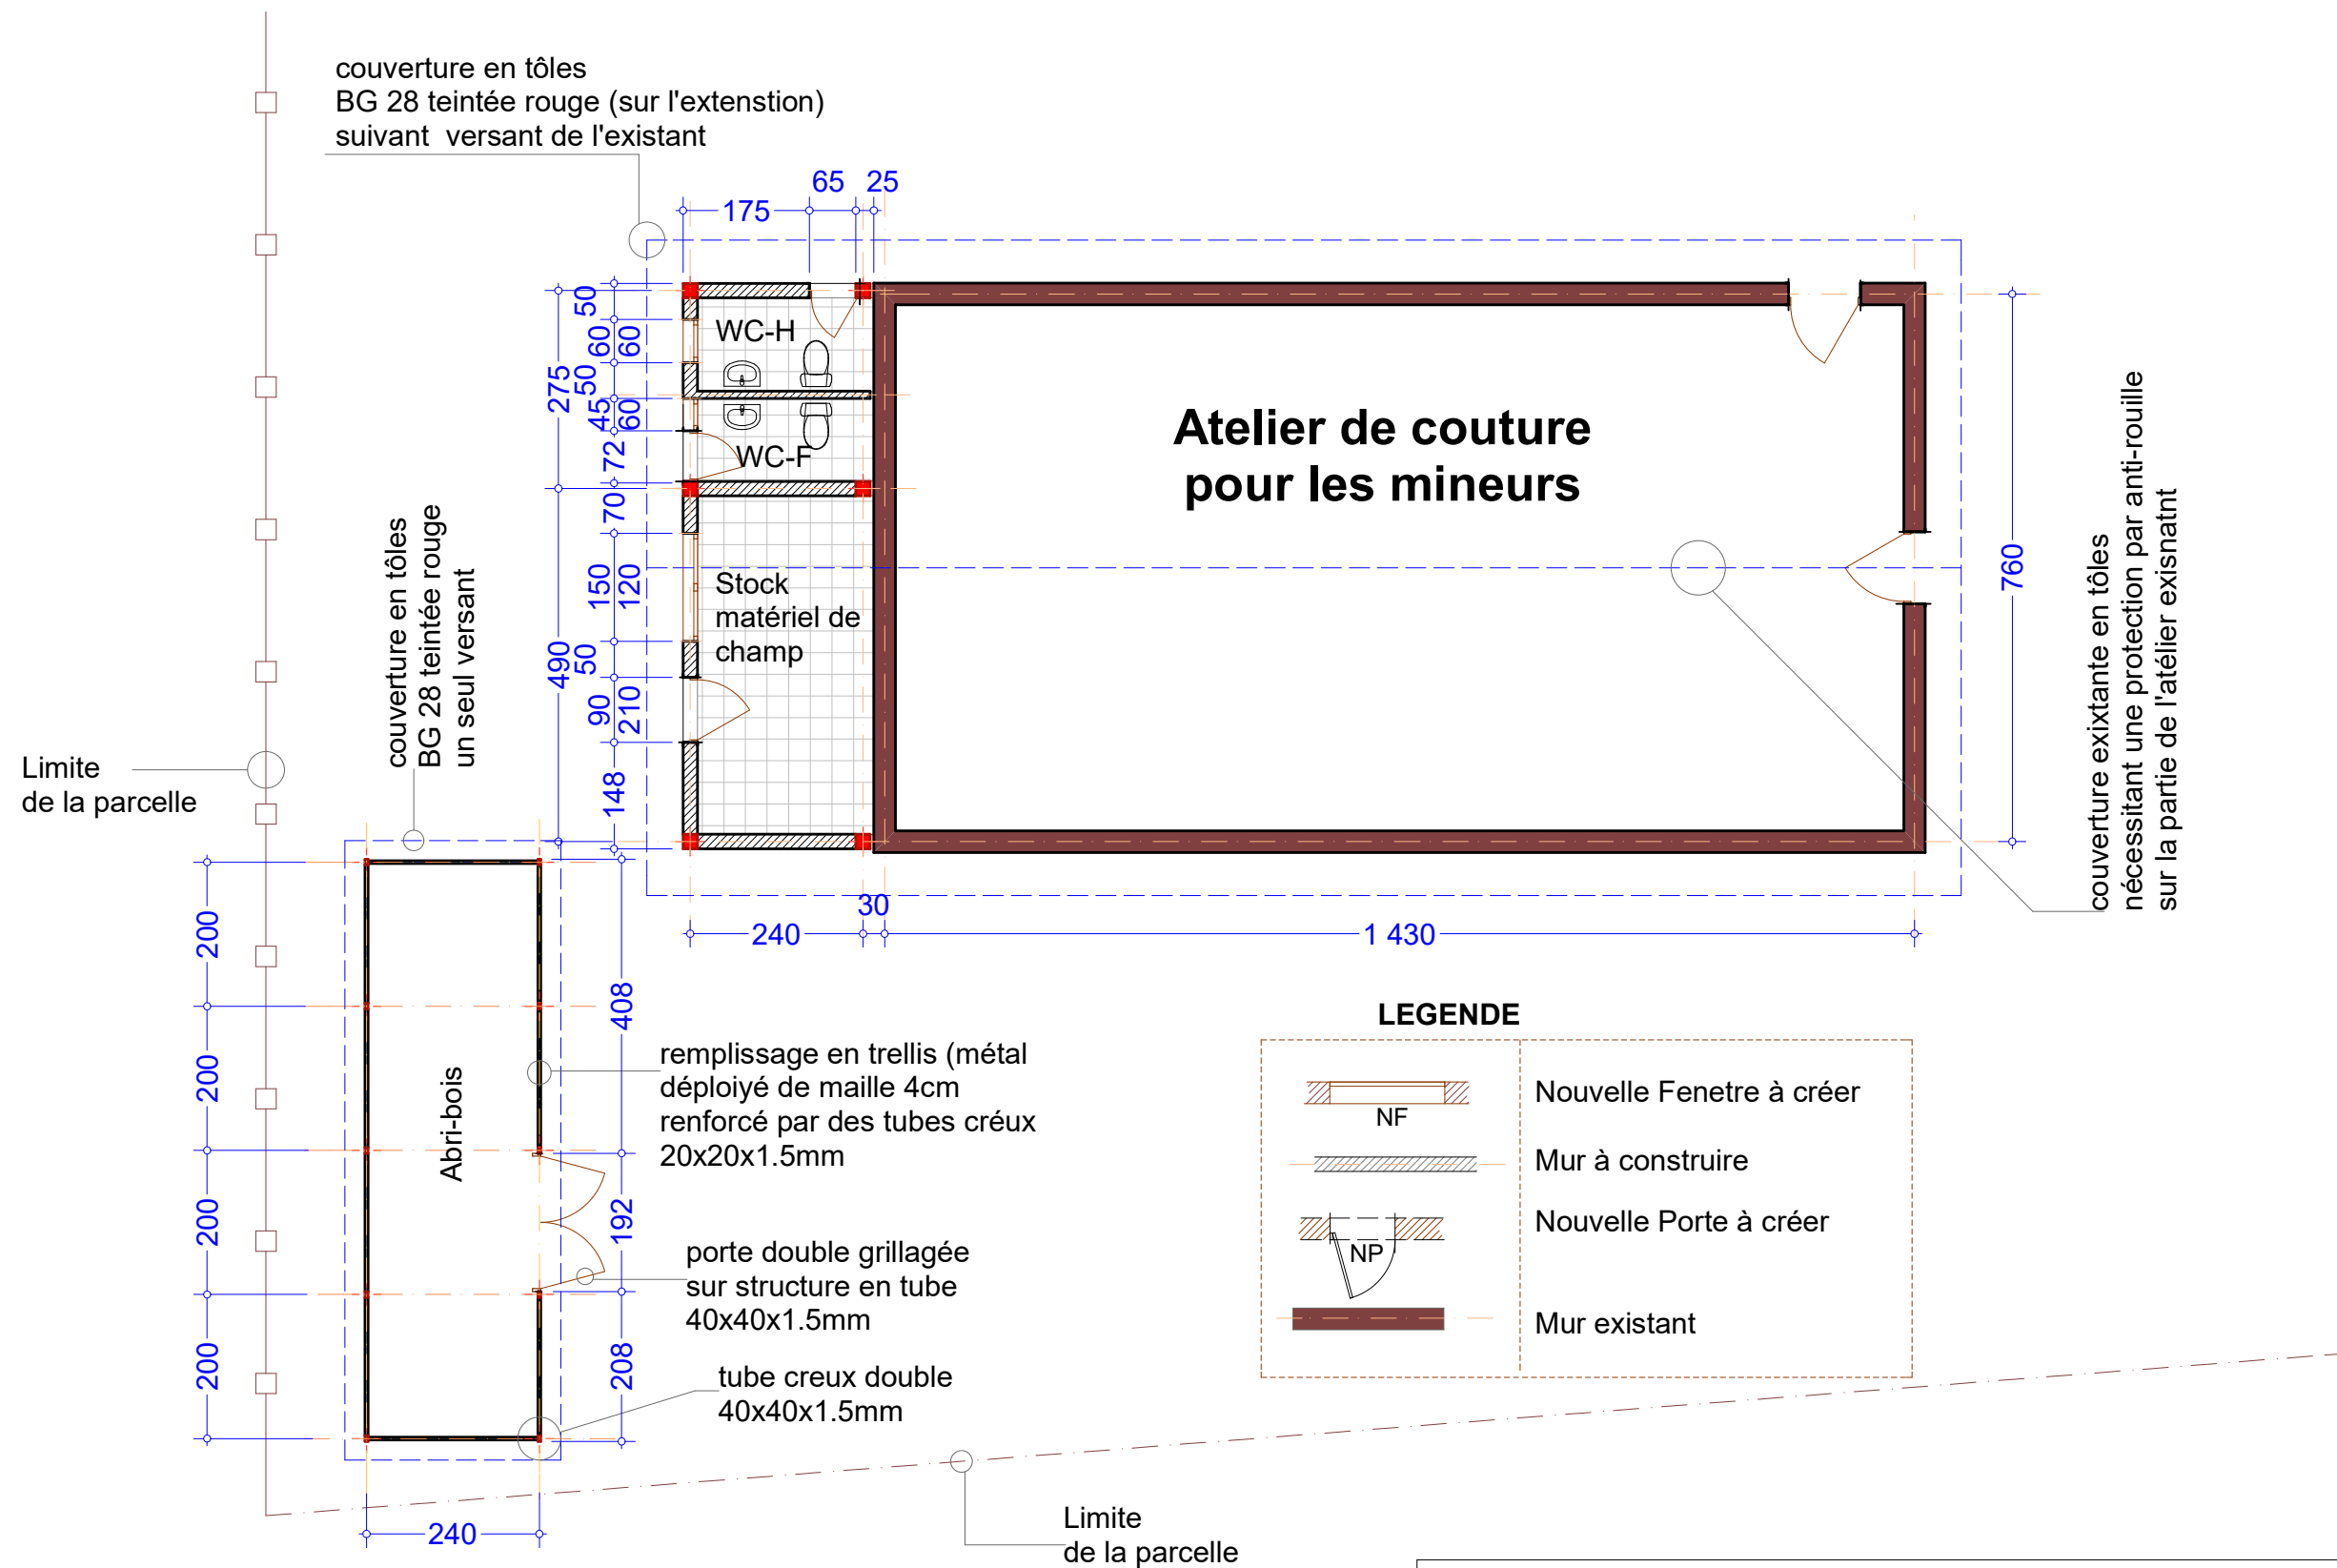 couverture en tôles
BG 28 teintée rouge (sur l'extenstion)
suivant versant de l'existant
175
65
25
50
60
60
50
275
45
60
72
70
150
120
490
50
90
210
148
WC-H
WC-F
Stock
matériel de
champ
Atelier de couture
pour les mineurs
760
couverture eixtante en tôles
nécessitant une protection par anti-rouille
sur la partie de l'atélier exisnatnt
couverture en tôles
BG 28 teintée rouge
un seul versant
Limite
de la parcelle
30
240
1 430
200
200
200
200
408
192
208
240
Abri-bois
remplissage en trellis (métal
déploiyé de maille 4cm
renforcé par des tubes créux
20x20x1.5mm
porte double grillagée
sur structure en tube
40x40x1.5mm
tube creux double
40x40x1.5mm
LEGENDE
NF
Nouvelle Fenetre à créer
Mur à construire
NP
Nouvelle Porte à créer
Mur existant
Limite
de la parcelle